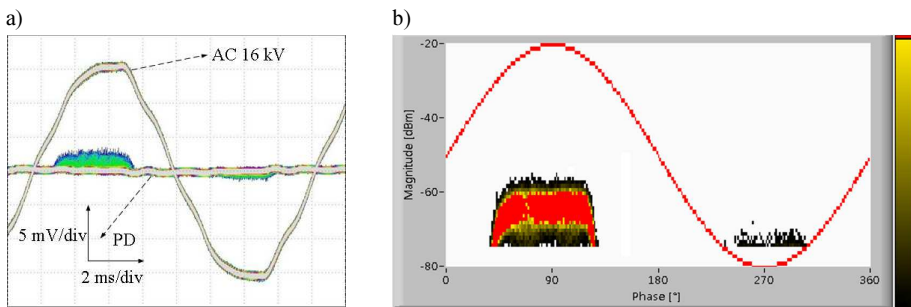 a)
AC 16 kV
5 mV/div
PD
2 ms/div
b)
-20
-40
-60
-80
Magnitude [dBm]
0
90
180
270
360
Phase [°]